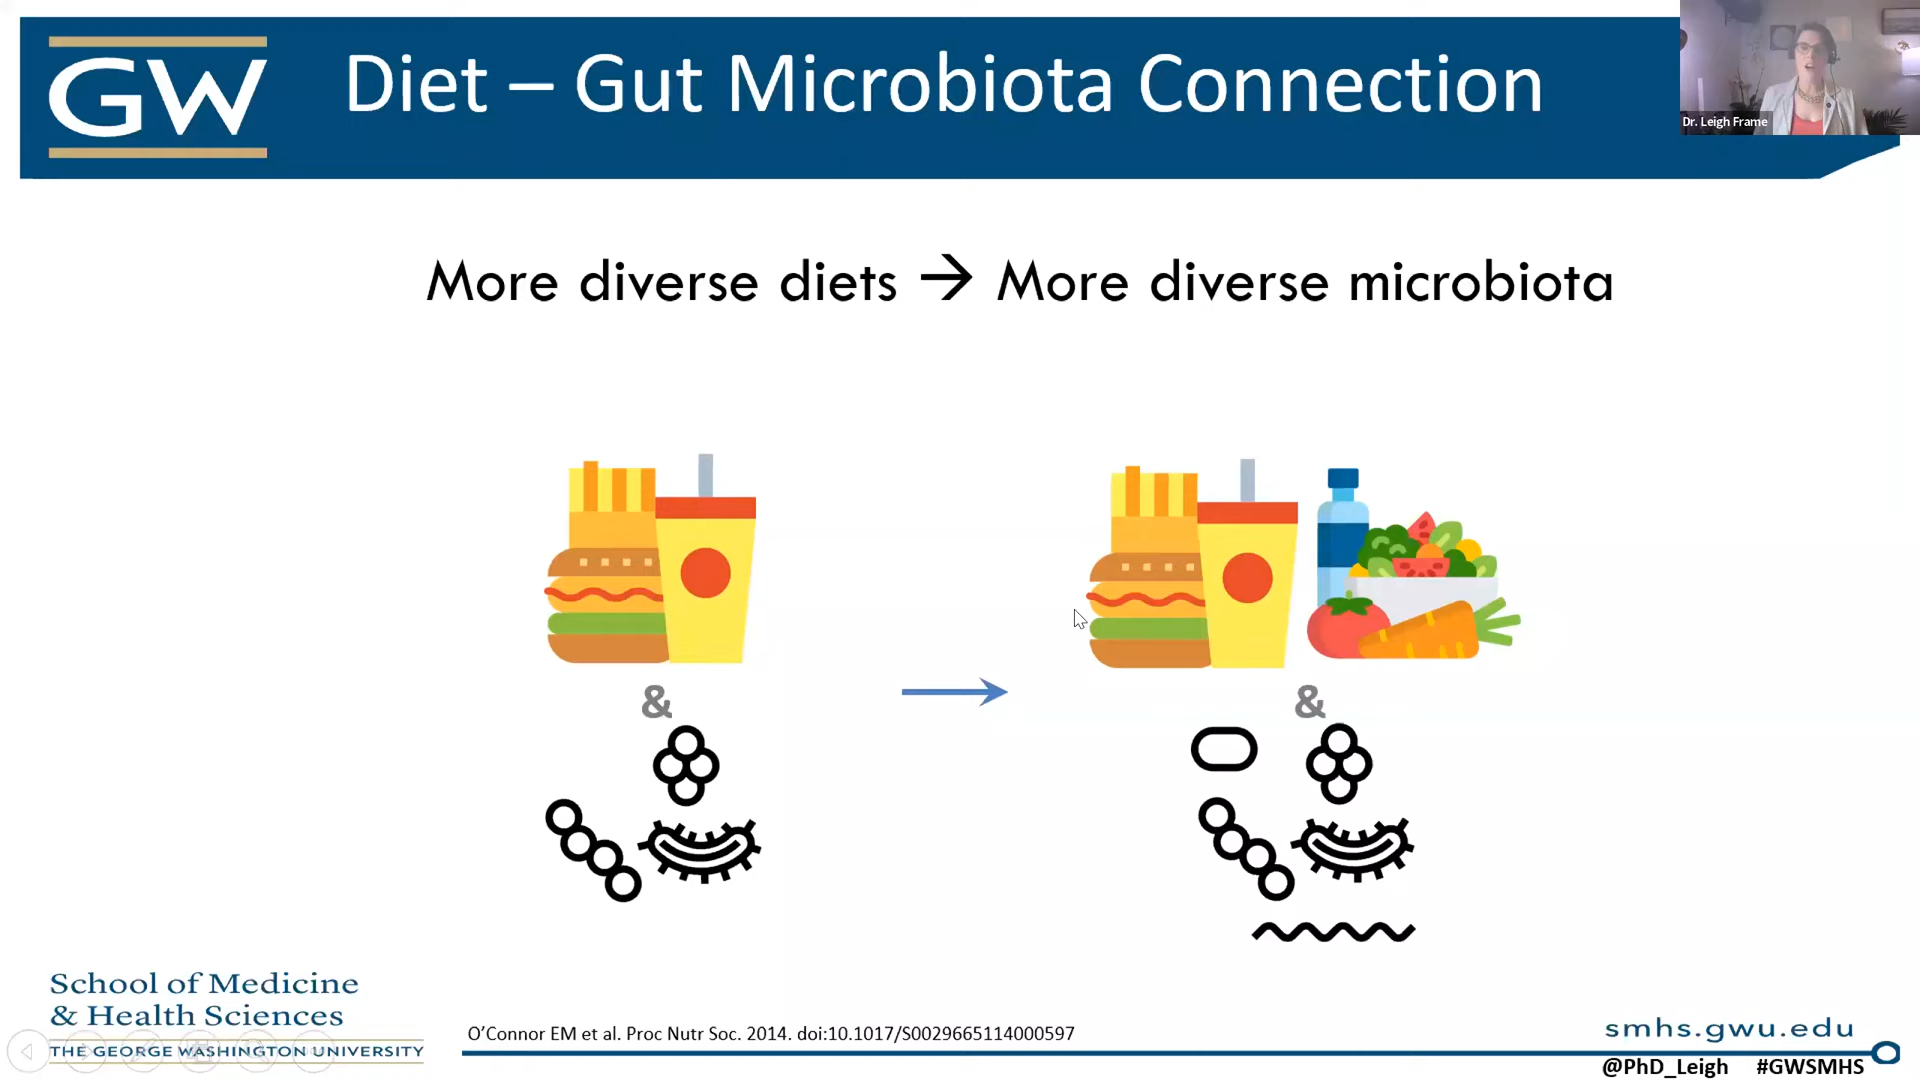 GW
Diet – Gut Microbiota Connection
Dr. Leigh Frame
More diverse diets → More diverse microbiota
&
&
School of Medicine
& Health Sciences
THE GEORGE WASHINGTON UNIVERSITY
O'Connor EM et al. Proc Nutr Soc. 2014. doi:10.1017/S0029665114000597
smhs.gwu.edu
@PhD_Leigh #GWSMHS